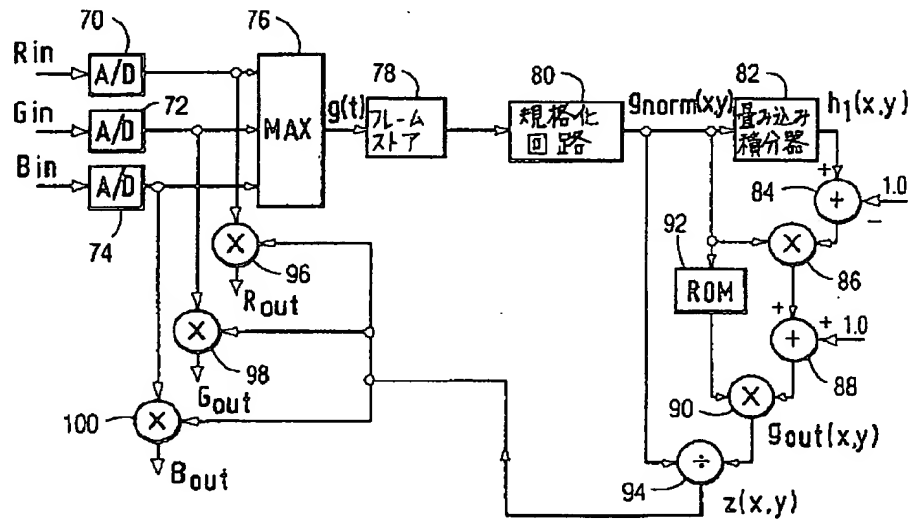 70
76
Rin
A/D
78
80
82
g(t)
gnorm(xy)
h₁(x,y)
72
Gin
A/D
MAX
フレーム
ストア
規格化
回路
畳み込み
積分器
Bin
A/D
+
84
+
1.0
−
74
92
×
96
×
86
Rout
ROM
+
+
1.0
+
×
98
88
Gout
90
×
100
×
gout(x,y)
Bout
÷
94
z(x,y)